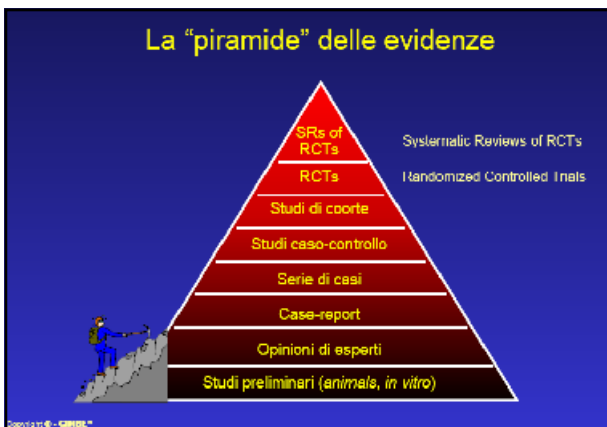 La “piramide” delle evidenze
SRs of
RCTs
Systematic Reviews of RCTs
RCTs
Randomized Controlled Trials
Studi di coorte
Studi caso-controllo
Serie di casi
Case-report
Opinioni di esperti
Studi preliminari (animals, in vitro)
Copyright © -